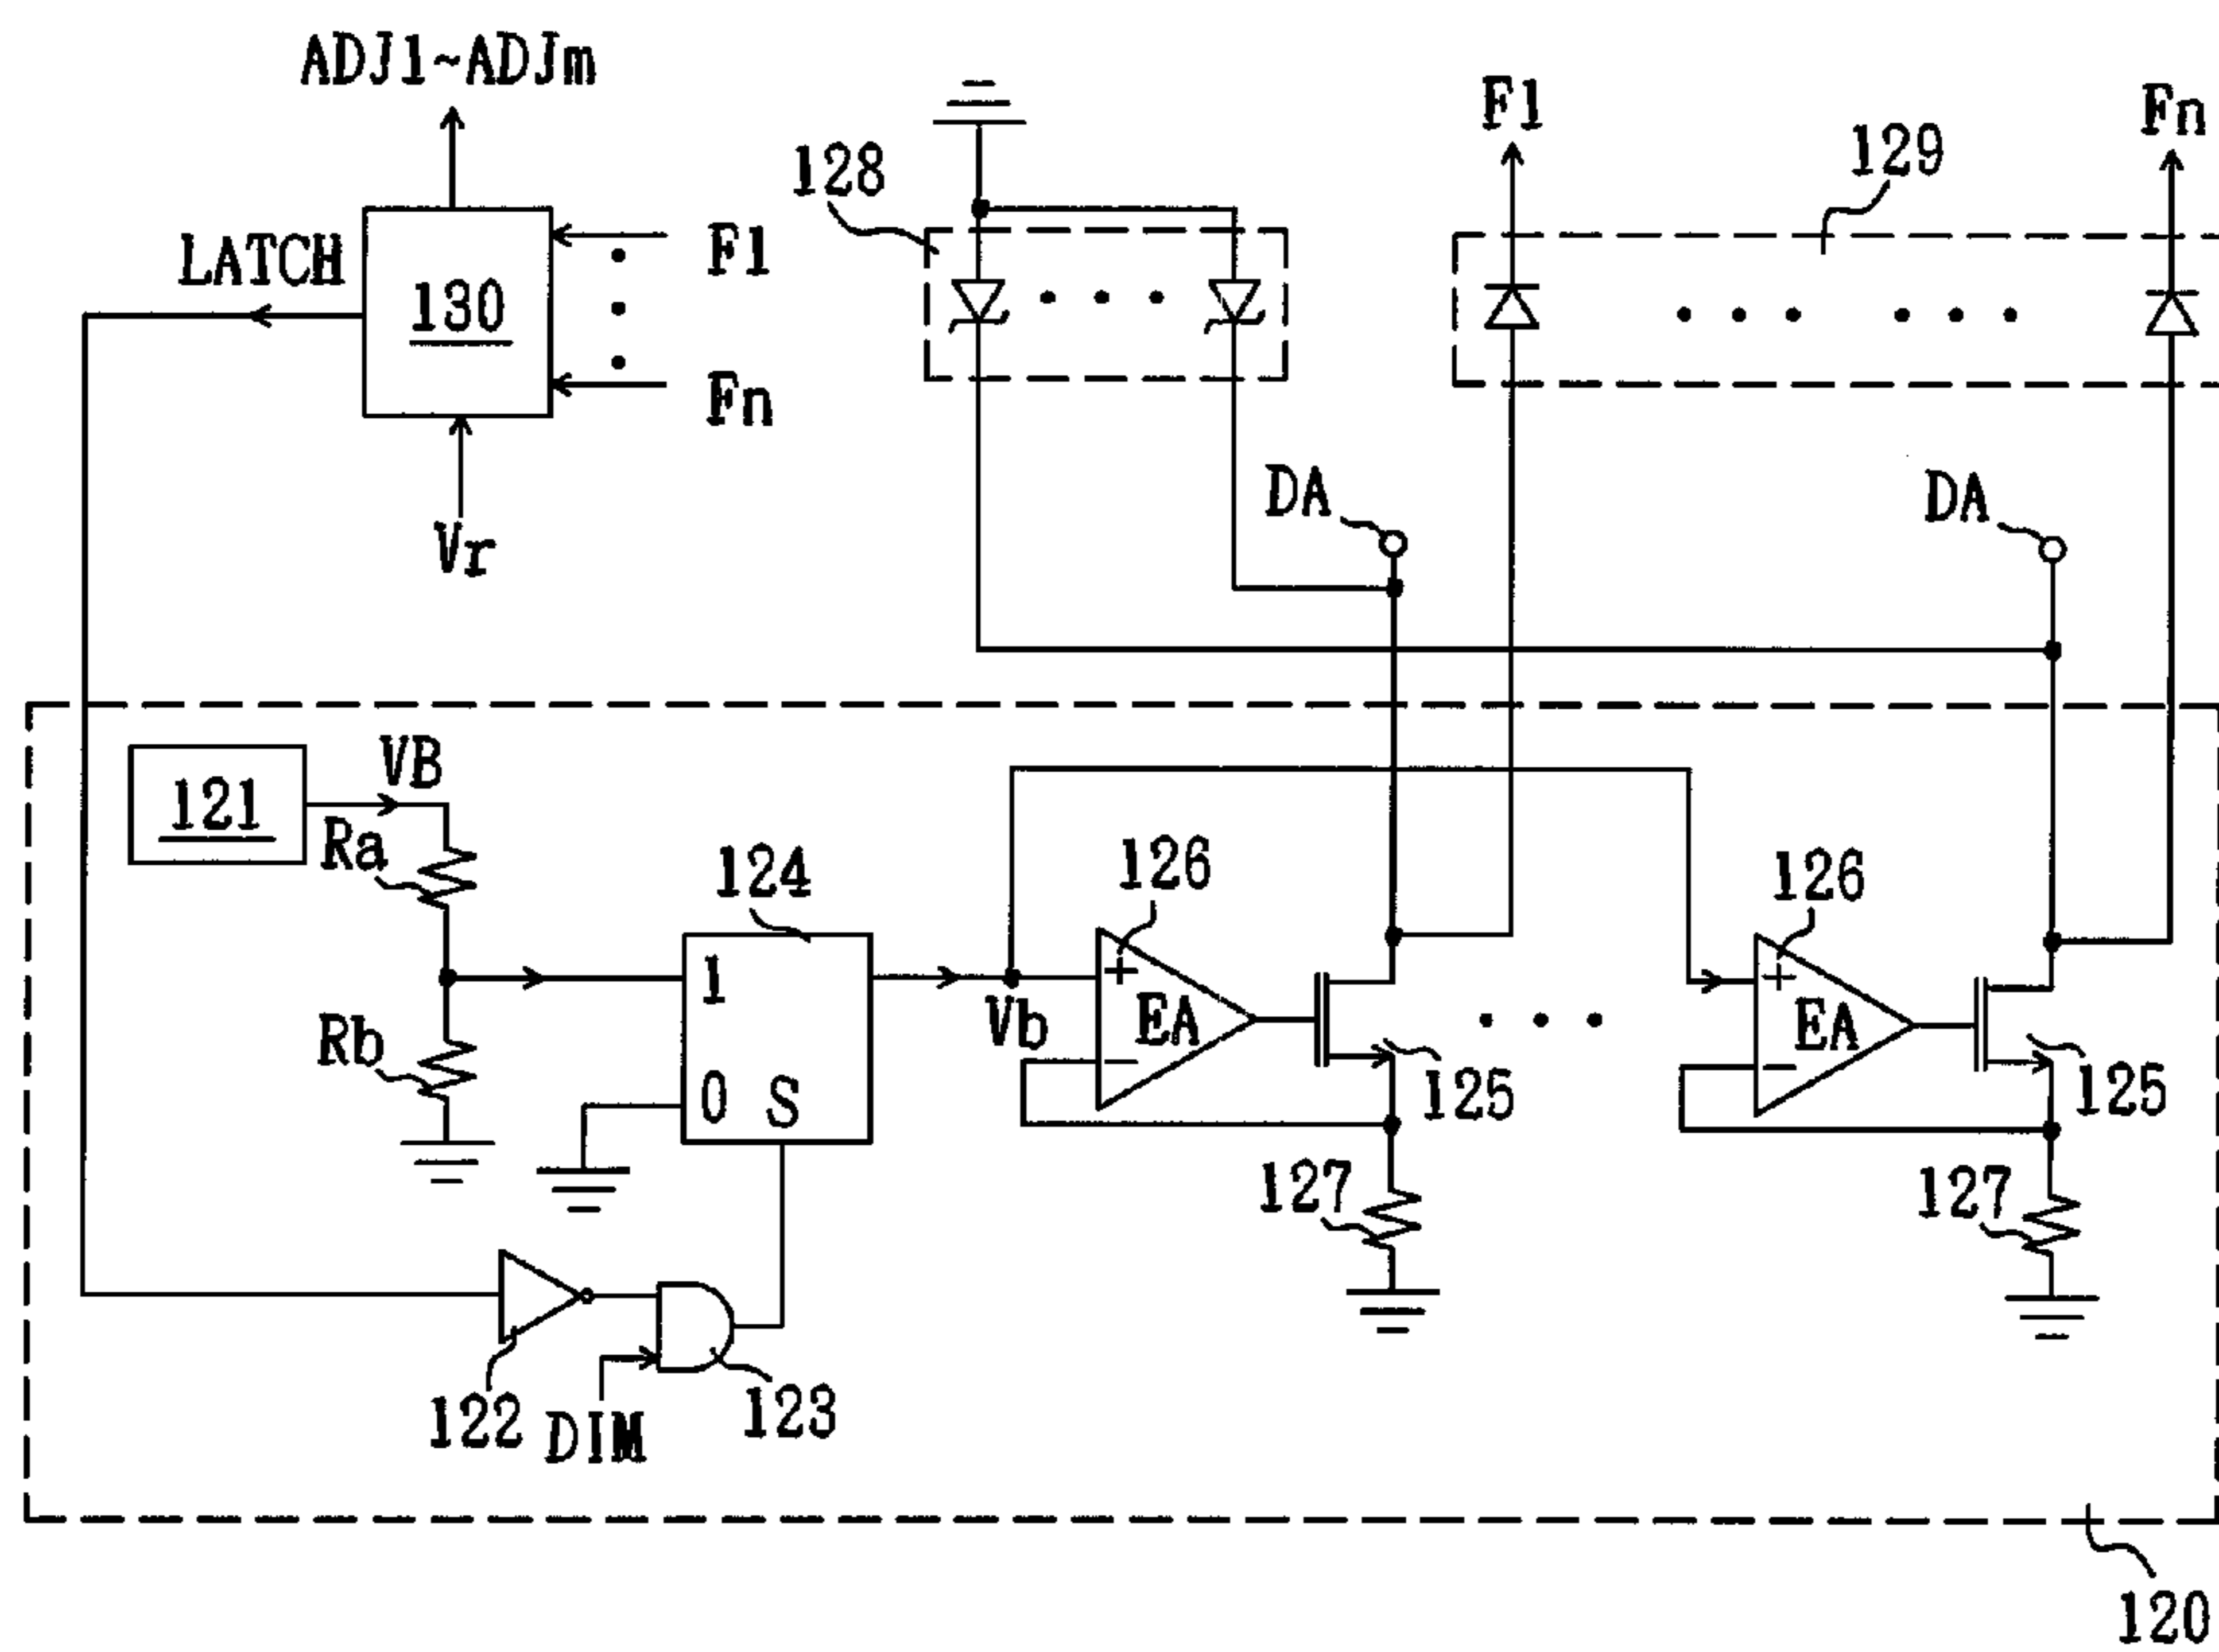 ADJ1~ADJm
F1
Fn
129
128
LATCH
F1
130
Fn
DA
DA
Vr
VB
121
Ra
124
126
126
1
+
+
Vb
EA
EA
Rb
−
−
0
S
125
125
127
127
122
DIM
123
120